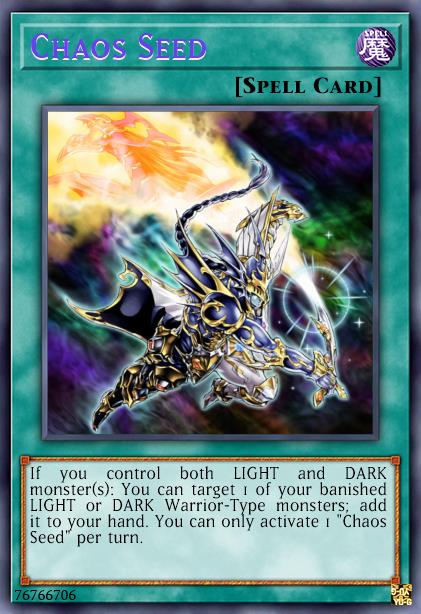 Chaos Seed
SPELL
魔
[Spell Card]
If you control both LIGHT and DARK
monster(s): You can target 1 of your banished
LIGHT or DARK Warrior-Type monsters; add
it to your hand. You can only activate 1 "Chaos
Seed" per turn.
76766706